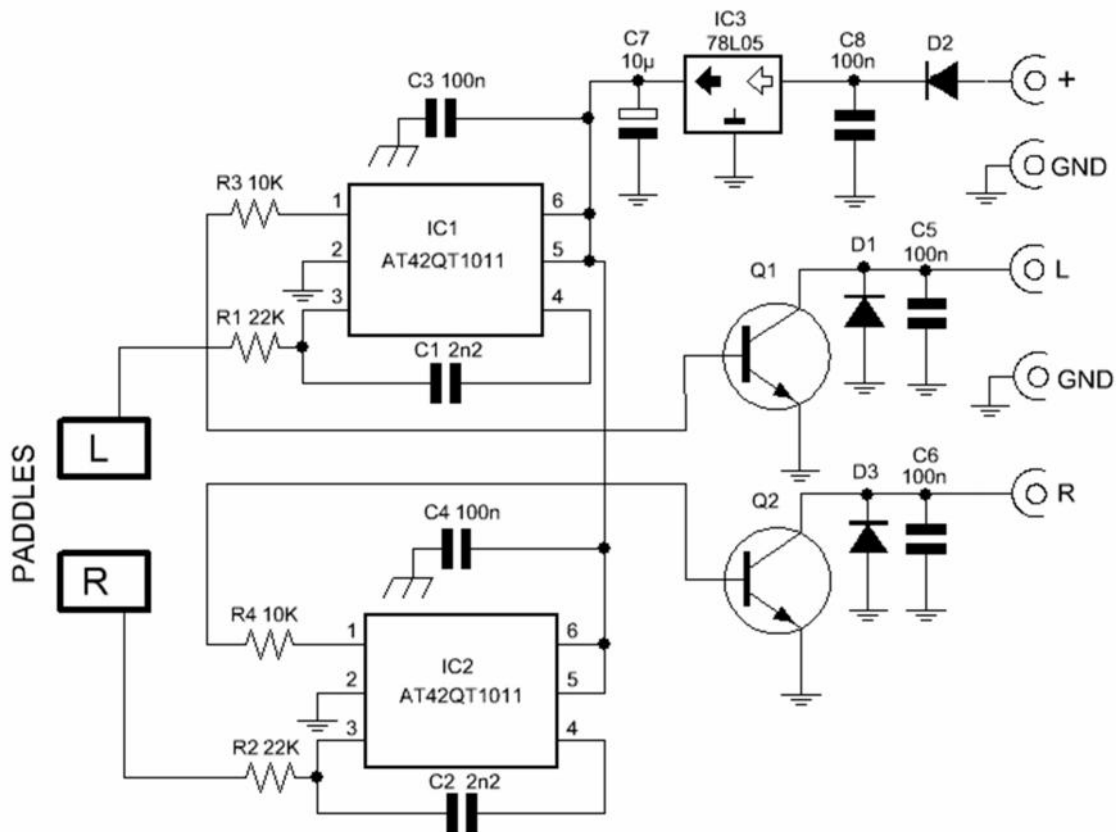 IC3
78L05
C7
10µ
C8
100n
D2
+
C3 100n
GND
R3 10K
1
6
IC1
AT42QT1011
2
5
3
4
R1 22K
C1 2n2
Q1
D1
C5
100n
L
GND
PADDLES
L
R
C4 100n
Q2
D3
C6
100n
R
R4 10K
1
6
IC2
AT42QT1011
2
5
3
4
R2 22K
C2 2n2